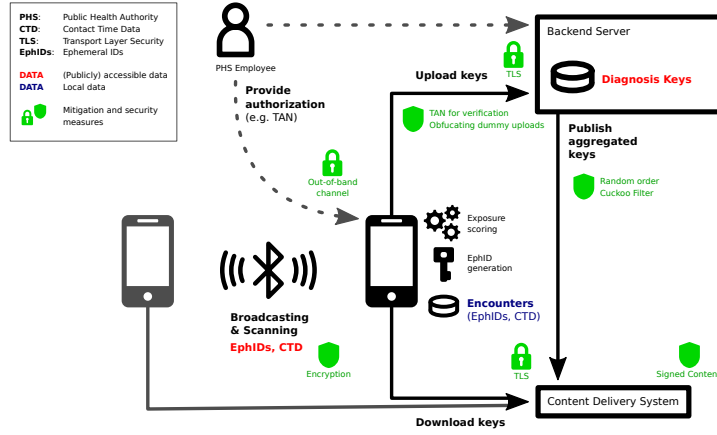 PHS: Public Health Authority
CTD: Contact Time Data
TLS: Transport Layer Security
EphIDs: Ephemeral IDs
DATA (Publicly) accessible data
DATA Local data
Mitigation and security
measures
PHS Employee
Backend Server
TLS
Diagnosis Keys
Upload keys
Provide
authorization
(e.g. TAN)
TAN for verification
Obfucating dummy uploads
Publish
aggregated
keys
Out-of-band
channel
Random order
Cuckoo Filter
Exposure
scoring
EphID
generation
Encounters
(EphIDs, CTD)
Broadcasting
& Scanning
EphIDs, CTD
Encryption
TLS
Signed Conten
Content Delivery System
Download keys